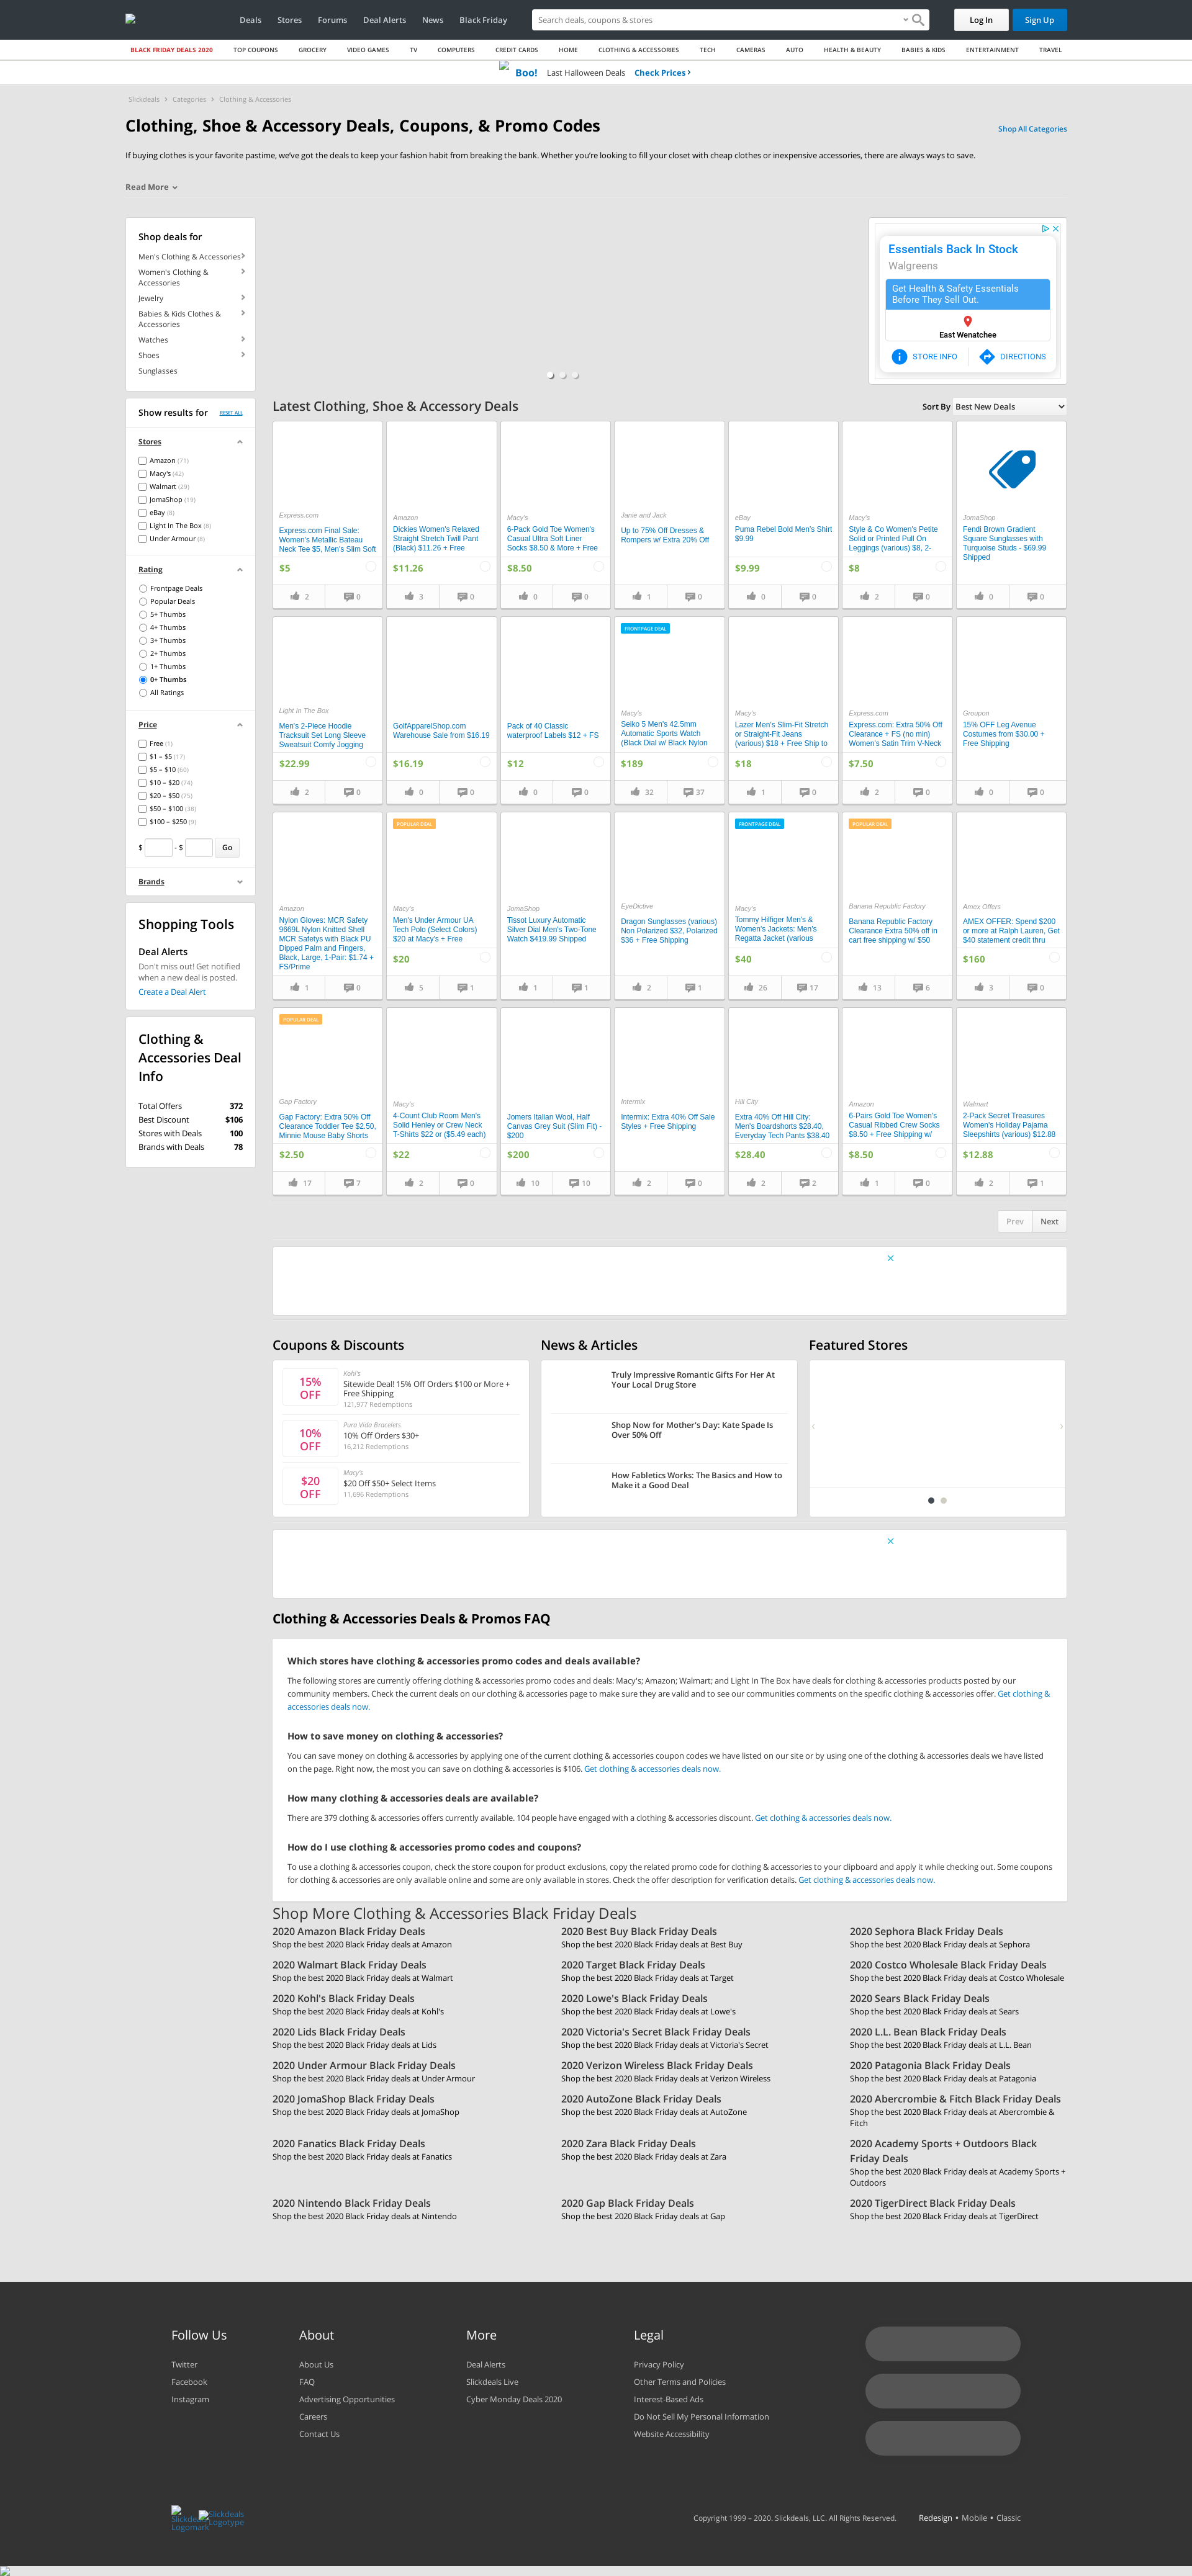 Deals Stores Forums Deal Alerts News Black Friday
Search deals, coupons & stores
Log In
Sign Up
BLACK FRIDAY DEALS 2020 TOP COUPONS GROCERY VIDEO GAMES TV COMPUTERS CREDIT CARDS HOME CLOTHING & ACCESSORIES TECH CAMERAS AUTO HEALTH & BEAUTY BABIES & KIDS ENTERTAINMENT TRAVEL
Boo! Last Halloween Deals Check Prices
Slickdeals Categories Clothing & Accessories
Clothing, Shoe & Accessory Deals, Coupons, & Promo Codes
Shop All Categories
If buying clothes is your favorite pastime, we've got the deals to keep your fashion habit from breaking the bank. Whether you're looking to fill your closet with cheap clothes or inexpensive accessories, there are always ways to save.
Read More
Shop deals for
Men's Clothing & Accessories
Women's Clothing &
Accessories
Jewelry
Babies & Kids Clothes &
Accessories
Watches
Shoes
Sunglasses
Essentials Back In Stock
Walgreens
Get Health & Safety Essentials
Before They Sell Out.
East Wenatchee
STORE INFO
DIRECTIONS
Show results for
RESET ALL
Stores
Amazon (71)
Macy's (42)
Walmart (29)
JomaShop (19)
eBay (8)
Light In The Box (8)
Under Armour (8)
Rating
Frontpage Deals
Popular Deals
5+ Thumbs
4+ Thumbs
3+ Thumbs
2+ Thumbs
1+ Thumbs
0+ Thumbs
All Ratings
Price
Free (1)
$1 – $5 (17)
$5 – $10 (60)
$10 – $20 (74)
$20 – $50 (75)
$50 – $100 (38)
$100 – $250 (9)
$ - $ Go
Brands
Shopping Tools
Deal Alerts
Don't miss out! Get notified
when a new deal is posted.
Create a Deal Alert
Clothing &
Accessories Deal
Info
Total Offers 372
Best Discount $106
Stores with Deals 100
Brands with Deals 78
Latest Clothing, Shoe & Accessory Deals
Sort By Best New Deals
Express.com
Express.com Final Sale:
Women's Metallic Bateau
Neck Tee $5, Men's Slim Soft
$5
2 0
Amazon
Dickies Women's Relaxed
Straight Stretch Twill Pant
(Black) $11.26 + Free
$11.26
3 0
Macy's
6-Pack Gold Toe Women's
Casual Ultra Soft Liner
Socks $8.50 & More + Free
$8.50
0 0
Janie and Jack
Up to 75% Off Dresses &
Rompers w/ Extra 20% Off
1 0
eBay
Puma Rebel Bold Men's Shirt
$9.99
$9.99
0 0
Macy's
Style & Co Women's Petite
Solid or Printed Pull On
Leggings (various) $8, 2-
$8
2 0
JomaShop
Fendi Brown Gradient
Square Sunglasses with
Turquoise Studs - $69.99
Shipped
0 0
Light In The Box
Men's 2-Piece Hoodie
Tracksuit Set Long Sleeve
Sweatsuit Comfy Jogging
$22.99
2 0
GolfApparelShop.com
Warehouse Sale from $16.19
$16.19
0 0
Pack of 40 Classic
waterproof Labels $12 + FS
$12
0 0
FRONTPAGE DEAL
Macy's
Seiko 5 Men's 42.5mm
Automatic Sports Watch
(Black Dial w/ Black Nylon
$189
32 37
Macy's
Lazer Men's Slim-Fit Stretch
or Straight-Fit Jeans
(various) $18 + Free Ship to
$18
1 0
Express.com
Express.com: Extra 50% Off
Clearance + FS (no min)
Women's Satin Trim V-Neck
$7.50
2 0
Groupon
15% OFF Leg Avenue
Costumes from $30.00 +
Free Shipping
0 0
Amazon
Nylon Gloves: MCR Safety
9669L Nylon Knitted Shell
MCR Safetys with Black PU
Dipped Palm and Fingers,
Black, Large, 1-Pair: $1.74 +
FS/Prime
1 0
POPULAR DEAL
Macy's
Men's Under Armour UA
Tech Polo (Select Colors)
$20 at Macy's + Free
$20
5 1
JomaShop
Tissot Luxury Automatic
Silver Dial Men's Two-Tone
Watch $419.99 Shipped
1 1
EyeDictive
Dragon Sunglasses (various)
Non Polarized $32, Polarized
$36 + Free Shipping
2 1
FRONTPAGE DEAL
Macy's
Tommy Hilfiger Men's &
Women's Jackets: Men's
Regatta Jacket (various
$40
26 17
POPULAR DEAL
Banana Republic Factory
Banana Republic Factory
Clearance Extra 50% off in
cart free shipping w/ $50
13 6
Amex Offers
AMEX OFFER: Spend $200
or more at Ralph Lauren, Get
$40 statement credit thru
$160
3 0
POPULAR DEAL
Gap Factory
Gap Factory: Extra 50% Off
Clearance Toddler Tee $2.50,
Minnie Mouse Baby Shorts
$2.50
17 7
Macy's
4-Count Club Room Men's
Solid Henley or Crew Neck
T-Shirts $22 or ($5.49 each)
$22
2 0
Jomers Italian Wool, Half
Canvas Grey Suit (Slim Fit) -
$200
$200
10 10
Intermix
Intermix: Extra 40% Off Sale
Styles + Free Shipping
2 0
Hill City
Extra 40% Off Hill City:
Men's Boardshorts $28.40,
Everyday Tech Pants $38.40
$28.40
2 2
Amazon
6-Pairs Gold Toe Women's
Casual Ribbed Crew Socks
$8.50 + Free Shipping w/
$8.50
1 0
Walmart
2-Pack Secret Treasures
Women's Holiday Pajama
Sleepshirts (various) $12.88
$12.88
2 1
Prev Next
Coupons & Discounts
15%
OFF
Kohl's
Sitewide Deal! 15% Off Orders $100 or More +
Free Shipping
121,977 Redemptions
10%
OFF
Pura Vida Bracelets
10% Off Orders $30+
16,212 Redemptions
$20
OFF
Macy's
$20 Off $50+ Select Items
11,696 Redemptions
News & Articles
Truly Impressive Romantic Gifts For Her At
Your Local Drug Store
Shop Now for Mother's Day: Kate Spade Is
Over 50% Off
How Fabletics Works: The Basics and How to
Make it a Good Deal
Featured Stores
Clothing & Accessories Deals & Promos FAQ
Which stores have clothing & accessories promo codes and deals available?
The following stores are currently offering clothing & accessories promo codes and deals: Macy's; Amazon; Walmart; and Light In The Box have deals for clothing & accessories products posted by our
community members. Check the current deals on our clothing & accessories page to make sure they are valid and to see our communities comments on the specific clothing & accessories offer. Get clothing &
accessories deals now.
How to save money on clothing & accessories?
You can save money on clothing & accessories by applying one of the current clothing & accessories coupon codes we have listed on our site or by using one of the clothing & accessories deals we have listed
on the page. Right now, the most you can save on clothing & accessories is $106. Get clothing & accessories deals now.
How many clothing & accessories deals are available?
There are 379 clothing & accessories offers currently available. 104 people have engaged with a clothing & accessories discount. Get clothing & accessories deals now.
How do I use clothing & accessories promo codes and coupons?
To use a clothing & accessories coupon, check the store coupon for product exclusions, copy the related promo code for clothing & accessories to your clipboard and apply it while checking out. Some coupons
for clothing & accessories are only available online and some are only available in stores. Check the offer description for verification details. Get clothing & accessories deals now.
Shop More Clothing & Accessories Black Friday Deals
2020 Amazon Black Friday Deals
Shop the best 2020 Black Friday deals at Amazon
2020 Best Buy Black Friday Deals
Shop the best 2020 Black Friday deals at Best Buy
2020 Sephora Black Friday Deals
Shop the best 2020 Black Friday deals at Sephora
2020 Walmart Black Friday Deals
Shop the best 2020 Black Friday deals at Walmart
2020 Target Black Friday Deals
Shop the best 2020 Black Friday deals at Target
2020 Costco Wholesale Black Friday Deals
Shop the best 2020 Black Friday deals at Costco Wholesale
2020 Kohl's Black Friday Deals
Shop the best 2020 Black Friday deals at Kohl's
2020 Lowe's Black Friday Deals
Shop the best 2020 Black Friday deals at Lowe's
2020 Sears Black Friday Deals
Shop the best 2020 Black Friday deals at Sears
2020 Lids Black Friday Deals
Shop the best 2020 Black Friday deals at Lids
2020 Victoria's Secret Black Friday Deals
Shop the best 2020 Black Friday deals at Victoria's Secret
2020 L.L. Bean Black Friday Deals
Shop the best 2020 Black Friday deals at L.L. Bean
2020 Under Armour Black Friday Deals
Shop the best 2020 Black Friday deals at Under Armour
2020 Verizon Wireless Black Friday Deals
Shop the best 2020 Black Friday deals at Verizon Wireless
2020 Patagonia Black Friday Deals
Shop the best 2020 Black Friday deals at Patagonia
2020 JomaShop Black Friday Deals
Shop the best 2020 Black Friday deals at JomaShop
2020 AutoZone Black Friday Deals
Shop the best 2020 Black Friday deals at AutoZone
2020 Abercrombie & Fitch Black Friday Deals
Shop the best 2020 Black Friday deals at Abercrombie &
Fitch
2020 Fanatics Black Friday Deals
Shop the best 2020 Black Friday deals at Fanatics
2020 Zara Black Friday Deals
Shop the best 2020 Black Friday deals at Zara
2020 Academy Sports + Outdoors Black
Friday Deals
Shop the best 2020 Black Friday deals at Academy Sports +
Outdoors
2020 Nintendo Black Friday Deals
Shop the best 2020 Black Friday deals at Nintendo
2020 Gap Black Friday Deals
Shop the best 2020 Black Friday deals at Gap
2020 TigerDirect Black Friday Deals
Shop the best 2020 Black Friday deals at TigerDirect
Follow Us
Twitter
Facebook
Instagram
About
About Us
FAQ
Advertising Opportunities
Careers
Contact Us
More
Deal Alerts
Slickdeals Live
Cyber Monday Deals 2020
Legal
Privacy Policy
Other Terms and Policies
Interest-Based Ads
Do Not Sell My Personal Information
Website Accessibility
Slickdeals
Logomark
Slickdeals
Logotype
Copyright 1999 – 2020. Slickdeals, LLC. All Rights Reserved.
Redesign • Mobile • Classic